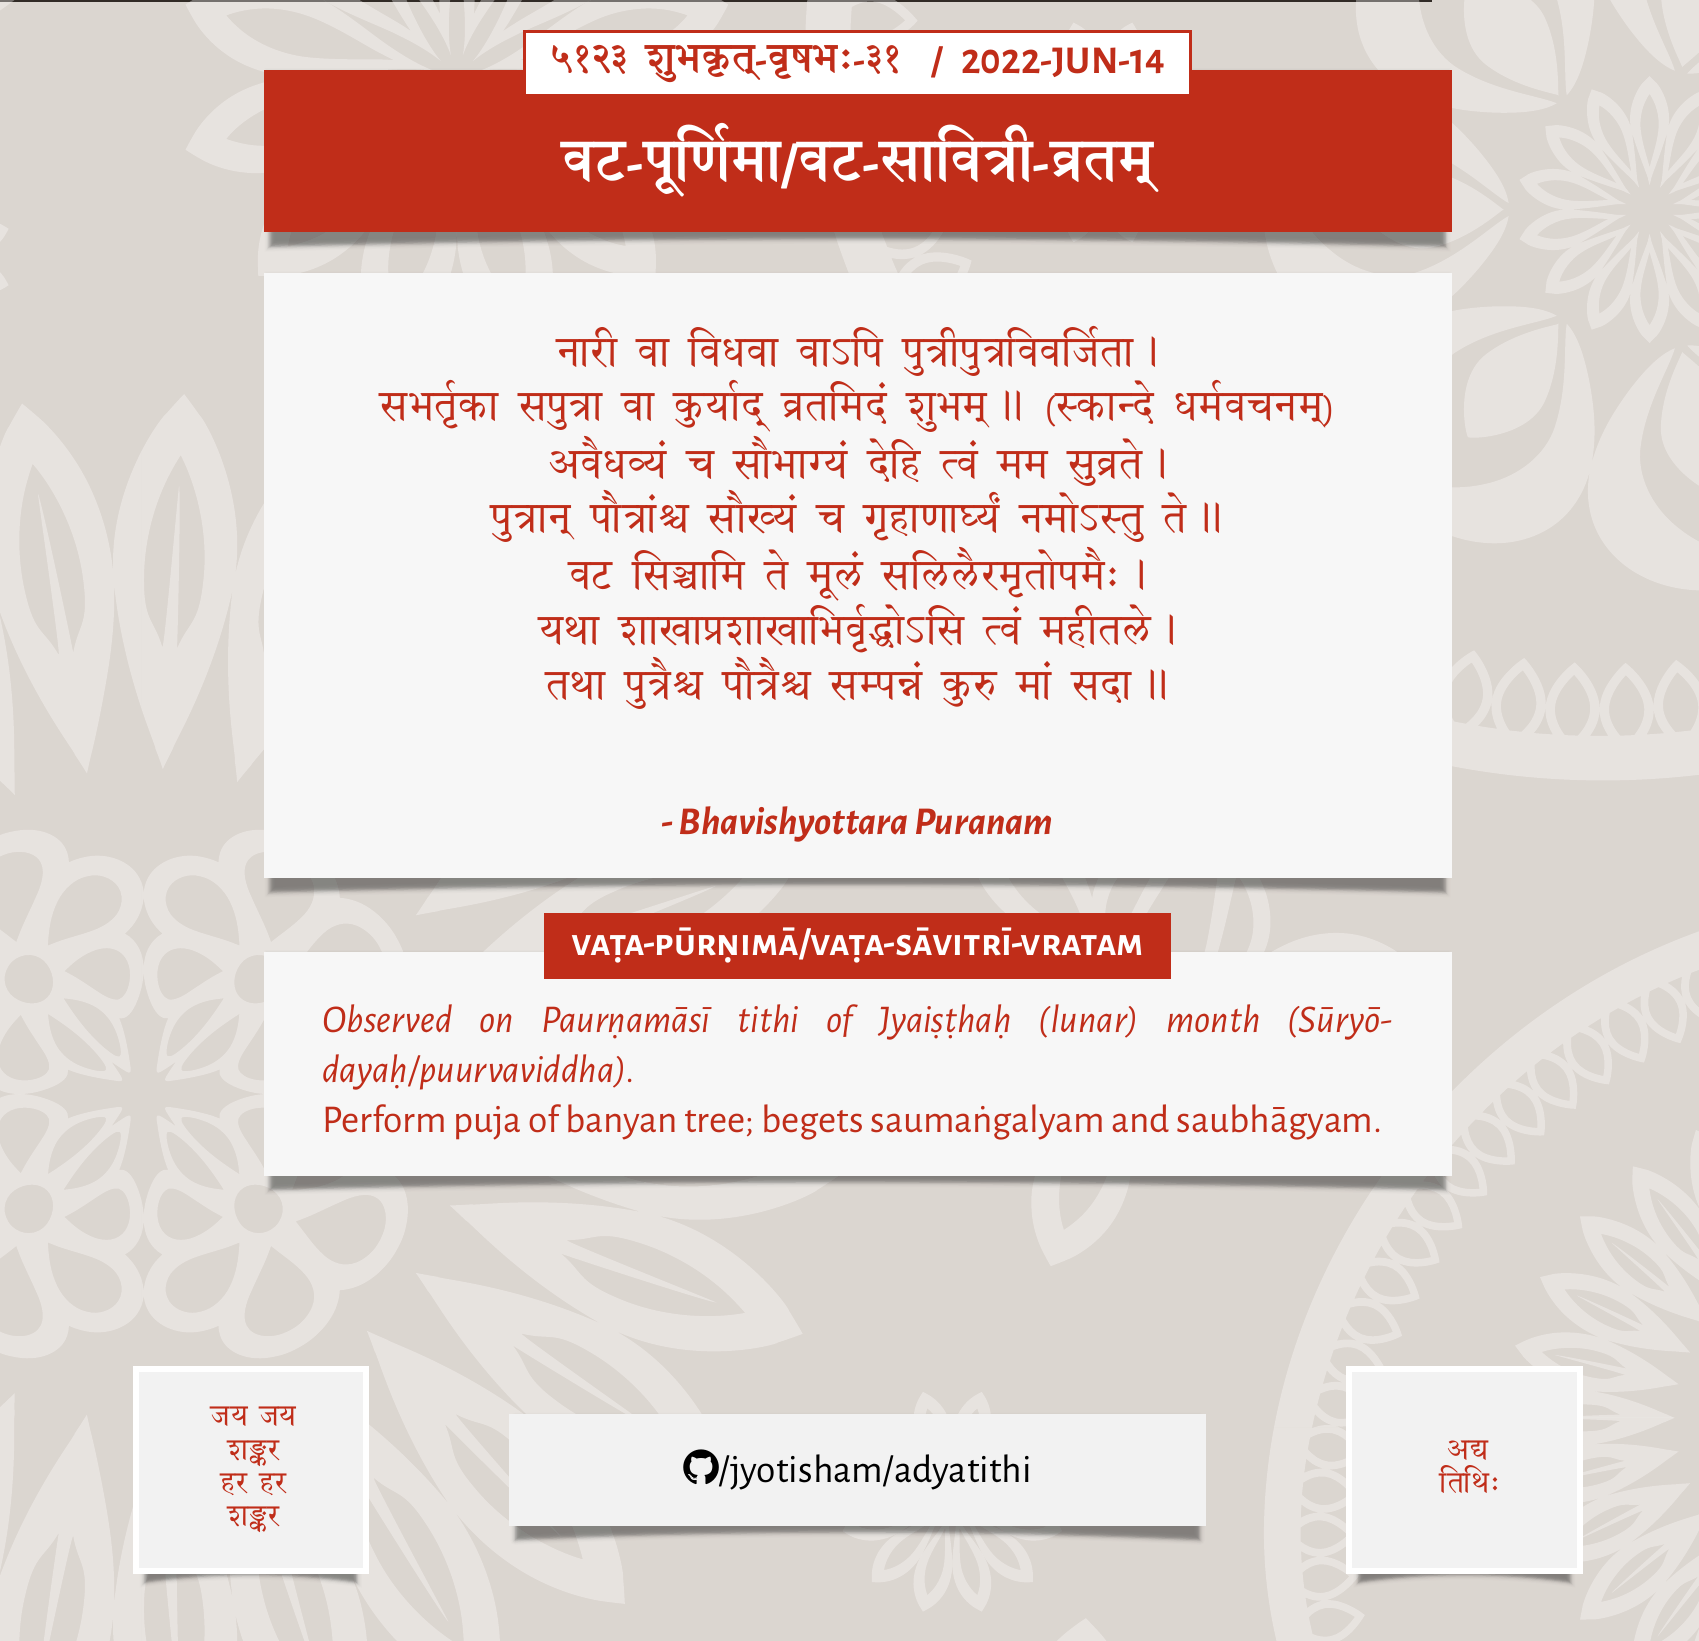 ५१२३ शुभकृत्-वृषभः-३१ / 2022-JUN-14
वट-पूर्णिमा/वट-सावित्री-व्रतम्
नारी वा विधवा वाऽपि पुत्रीपुत्रविवर्जिता।
सभर्तृका सपुत्रा वा कुर्याद् व्रतमिदं शुभम्॥ (स्कान्दे धर्मवचनम्)
अवैधव्यं च सौभाग्यं देहि त्वं मम सुव्रते।
पुत्रान् पौत्रांश्च सौख्यं च गृहाणार्घ्यं नमोऽस्तु ते॥
वट सिञ्चामि ते मूलं सलिलैरमृतोपमैः।
यथा शाखाप्रशाखाभिर्वृद्धोऽसि त्वं महीतले।
तथा पुत्रैश्च पौत्रैश्च सम्पन्नं कुरु मां सदा॥
- Bhavishyottara Puranam
VAṬA-PŪRṆIMĀ/VAṬA-SĀVITRĪ-VRATAM
Observed on Paurṇamāsī tithi of Jyaiṣṭhaḥ (lunar) month (Sūryō-
dayaḥ/puurvaviddha).
Perform puja of banyan tree; begets saumaṅgalyam and saubhāgyam.
जय जय
शङ्कर
हर हर
शङ्कर
/jyotisham/adyatithi
अद्य
तिथिः